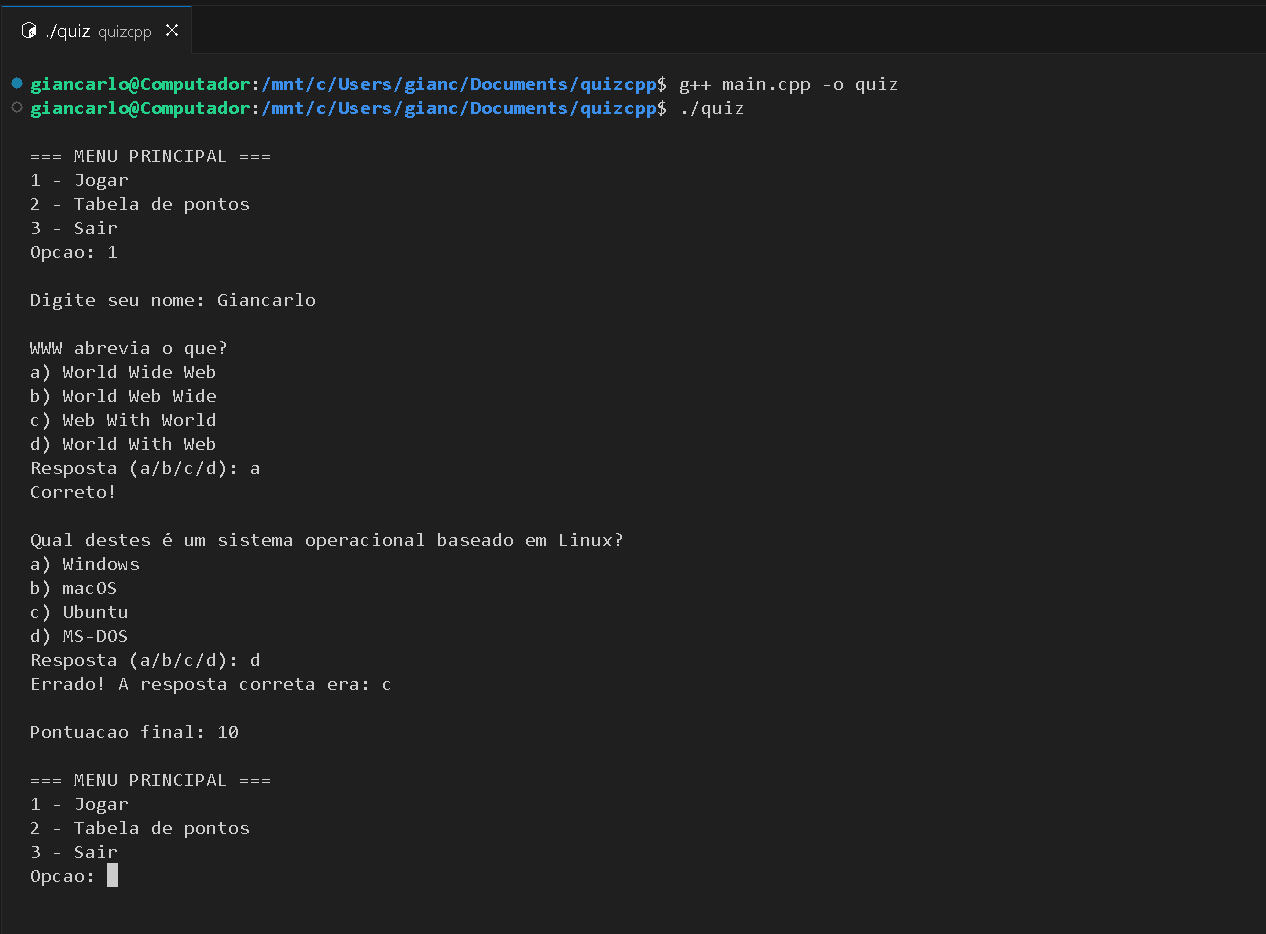 ./quiz quizcpp
giancarlo@Computador:/mnt/c/Users/gianc/Documents/quizcpp$ g++ main.cpp -o quiz
giancarlo@Computador:/mnt/c/Users/gianc/Documents/quizcpp$ ./quiz
=== MENU PRINCIPAL ===
1 - Jogar
2 - Tabela de pontos
3 - Sair
Opcao: 1
Digite seu nome: Giancarlo
WWW abrevia o que?
a) World Wide Web
b) World Web Wide
c) Web With World
d) World With Web
Resposta (a/b/c/d): a
Correto!
Qual destes é um sistema operacional baseado em Linux?
a) Windows
b) macOS
c) Ubuntu
d) MS-DOS
Resposta (a/b/c/d): d
Errado! A resposta correta era: c
Pontuacao final: 10
=== MENU PRINCIPAL ===
1 - Jogar
2 - Tabela de pontos
3 - Sair
Opcao: